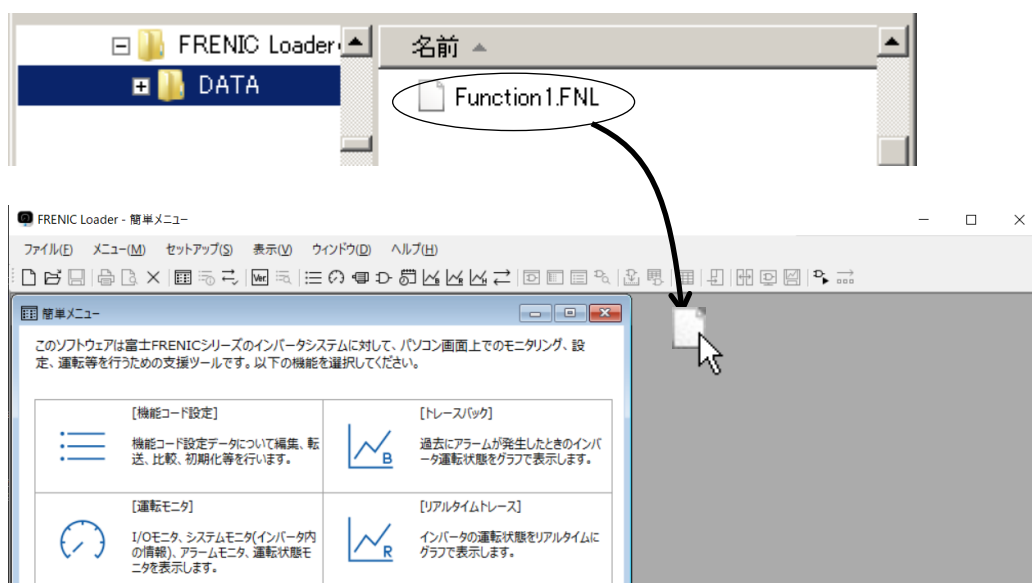 FRENIC Loader
名前
DATA
Function1.FNL
FRENIC Loader - 簡単メニュー
ファイル(F) メニュー(M) セットアップ(S) 表示(V) ウインドウ(D) ヘルプ(H)
Ver
簡単メニュー
このソフトウェアは富士FRENICシリーズのインバータシステムに対して、パソコン画面上でのモニタリング、設
定、運転等を行うための支援ツールです。以下の機能を選択してください。
[機能コード設定]
機能コード設定データについて編集、転
送、比較、初期化等を行います。
[トレースバック]
B
過去にアラームが発生したときのインバ
ータ運転状態をグラフで表示します。
[運転モニタ]
I/Oモニタ、システムモニタ(インバータ内
の情報)、アラームモニタ、運転状態モ
ニタを表示します。
[リアルタイムトレース]
R
インバータの運転状態をリアルタイムに
グラフで表示します。